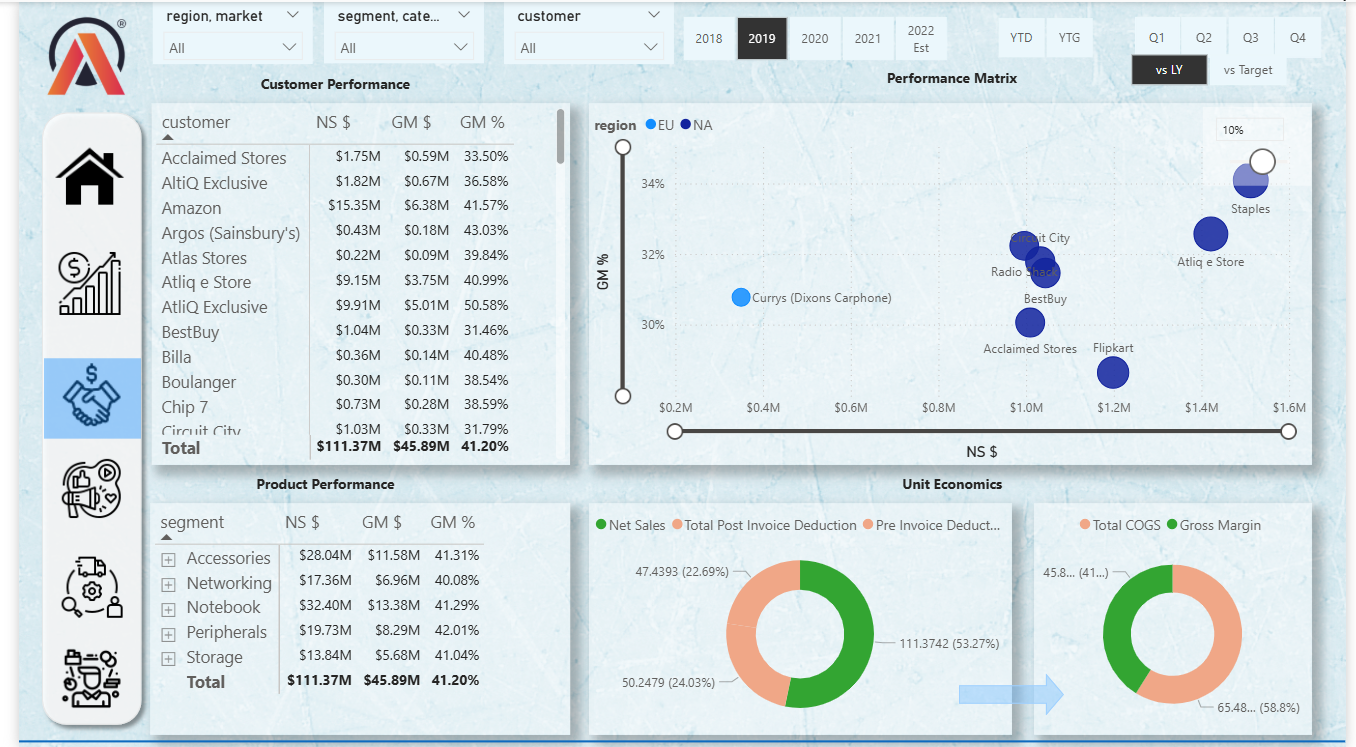 region, market
segment, cate...
customer
All
All
All
2018
2019
2020
2021
2022
Est
YTD
YTG
Q1
Q2
Q3
Q4
vs LY
vs Target
®
Customer Performance
customer NS $ GM $ GM %
Acclaimed Stores $1.75M $0.59M 33.50%
AltiQ Exclusive $1.82M $0.67M 36.58%
Amazon $15.35M $6.38M 41.57%
Argos (Sainsbury's) $0.43M $0.18M 43.03%
Atlas Stores $0.22M $0.09M 39.84%
Atliq e Store $9.15M $3.75M 40.99%
AtliQ Exclusive $9.91M $5.01M 50.58%
BestBuy $1.04M $0.33M 31.46%
Billa $0.36M $0.14M 40.48%
Boulanger $0.30M $0.11M 38.54%
Chip 7 $0.73M $0.28M 38.59%
Circuit City $1.03M $0.33M 31.79%
Total $111.37M $45.89M 41.20%
Performance Matrix
region EU NA
10%
34%
32%
30%
GM %
Staples
Atliq e Store
Circuit City
Radio Shack
BestBuy
Currys (Dixons Carphone)
Acclaimed Stores
Flipkart
$0.2M $0.4M $0.6M $0.8M $1.0M $1.2M $1.4M $1.6M
NS $
Product Performance
segment NS $ GM $ GM %
Accessories $28.04M $11.58M 41.31%
Networking $17.36M $6.96M 40.08%
Notebook $32.40M $13.38M 41.29%
Peripherals $19.73M $8.29M 42.01%
Storage $13.84M $5.68M 41.04%
Total $111.37M $45.89M 41.20%
Unit Economics
Net Sales Total Post Invoice Deduction Pre Invoice Deduct...
47.4393 (22.69%)
111.3742 (53.27%)
50.2479 (24.03%)
Total COGS Gross Margin
45.8... (41...)
65.48... (58.8%)